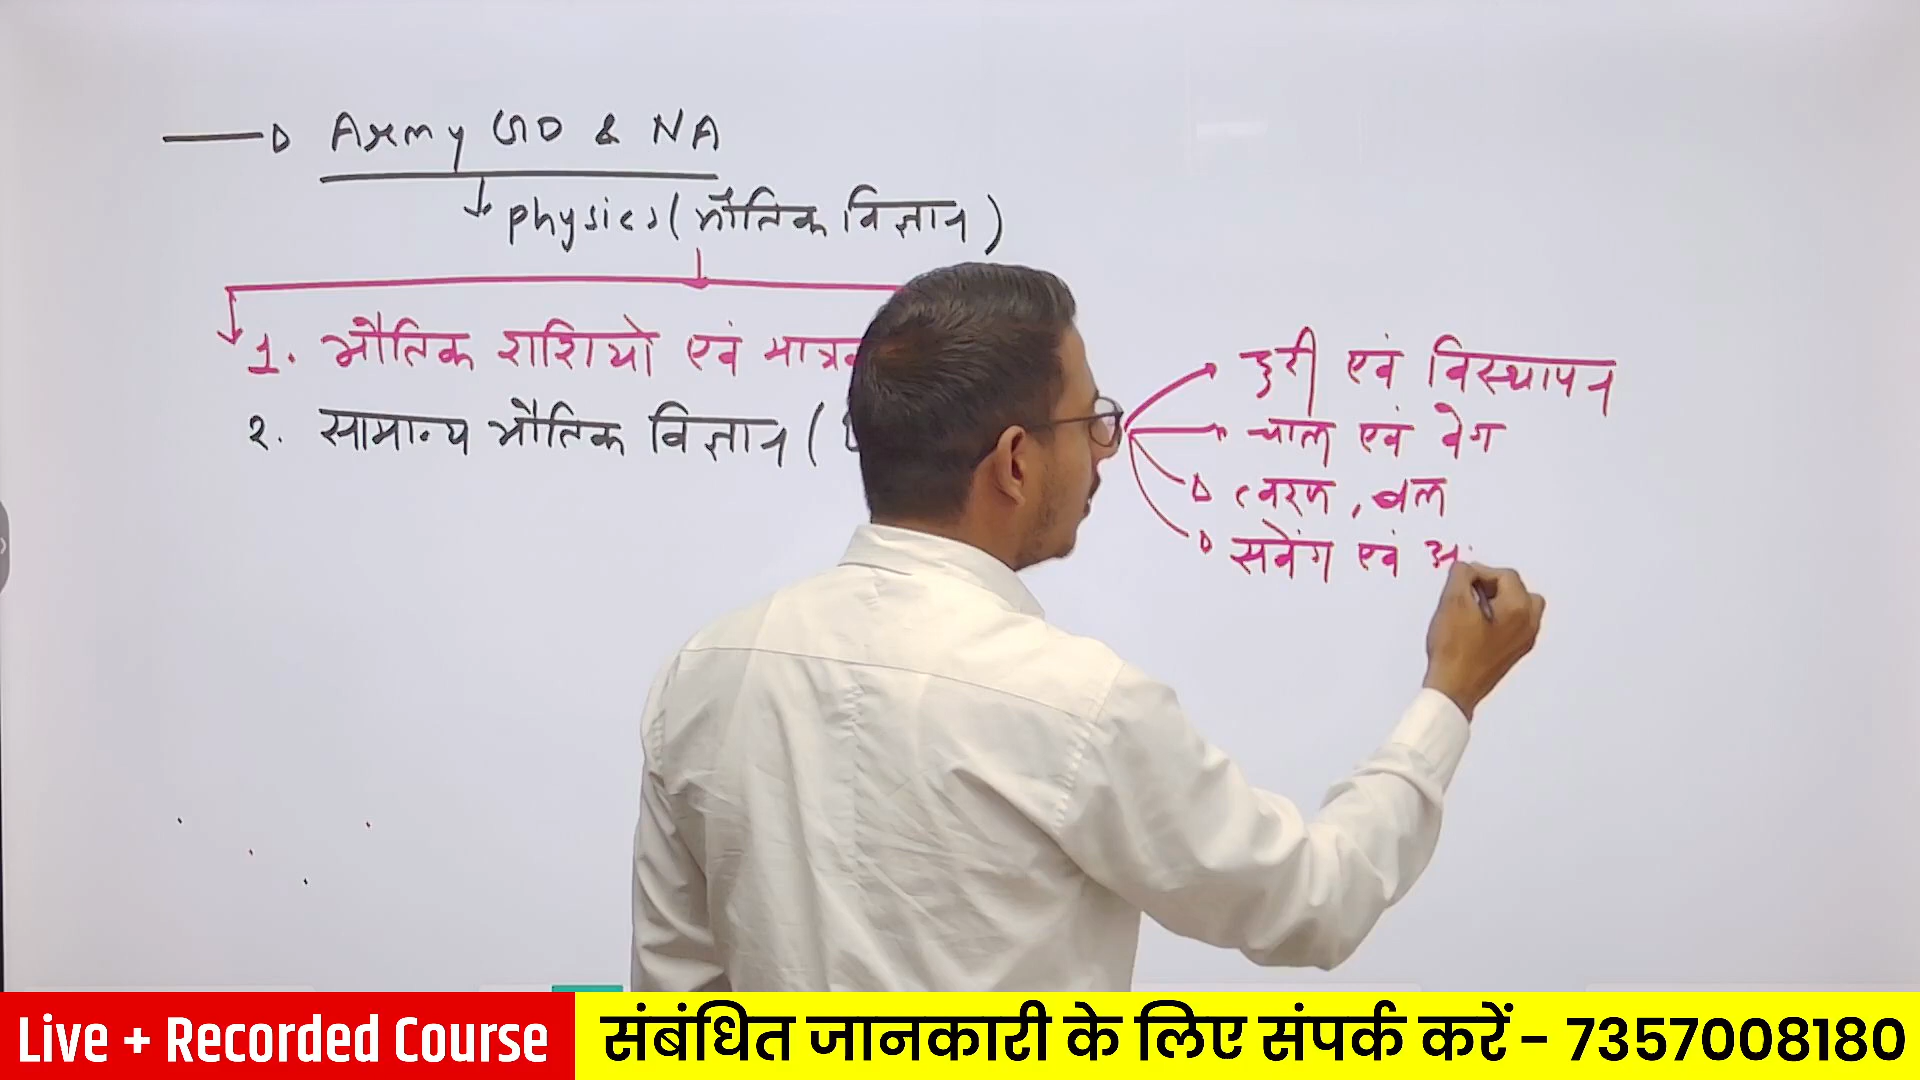 Army GD & NA
physics (भौतिक विज्ञान)
1. भौतिक राशियो एवं
2. सामान्य भौतिक विज्ञान (
दुरी एवं विस्थापन
चाल एवं वेग
त्वरण, बल
सवेंग एवं
Live + Recorded Course
संबंधित जानकारी के लिए संपर्क करें - 7357008180